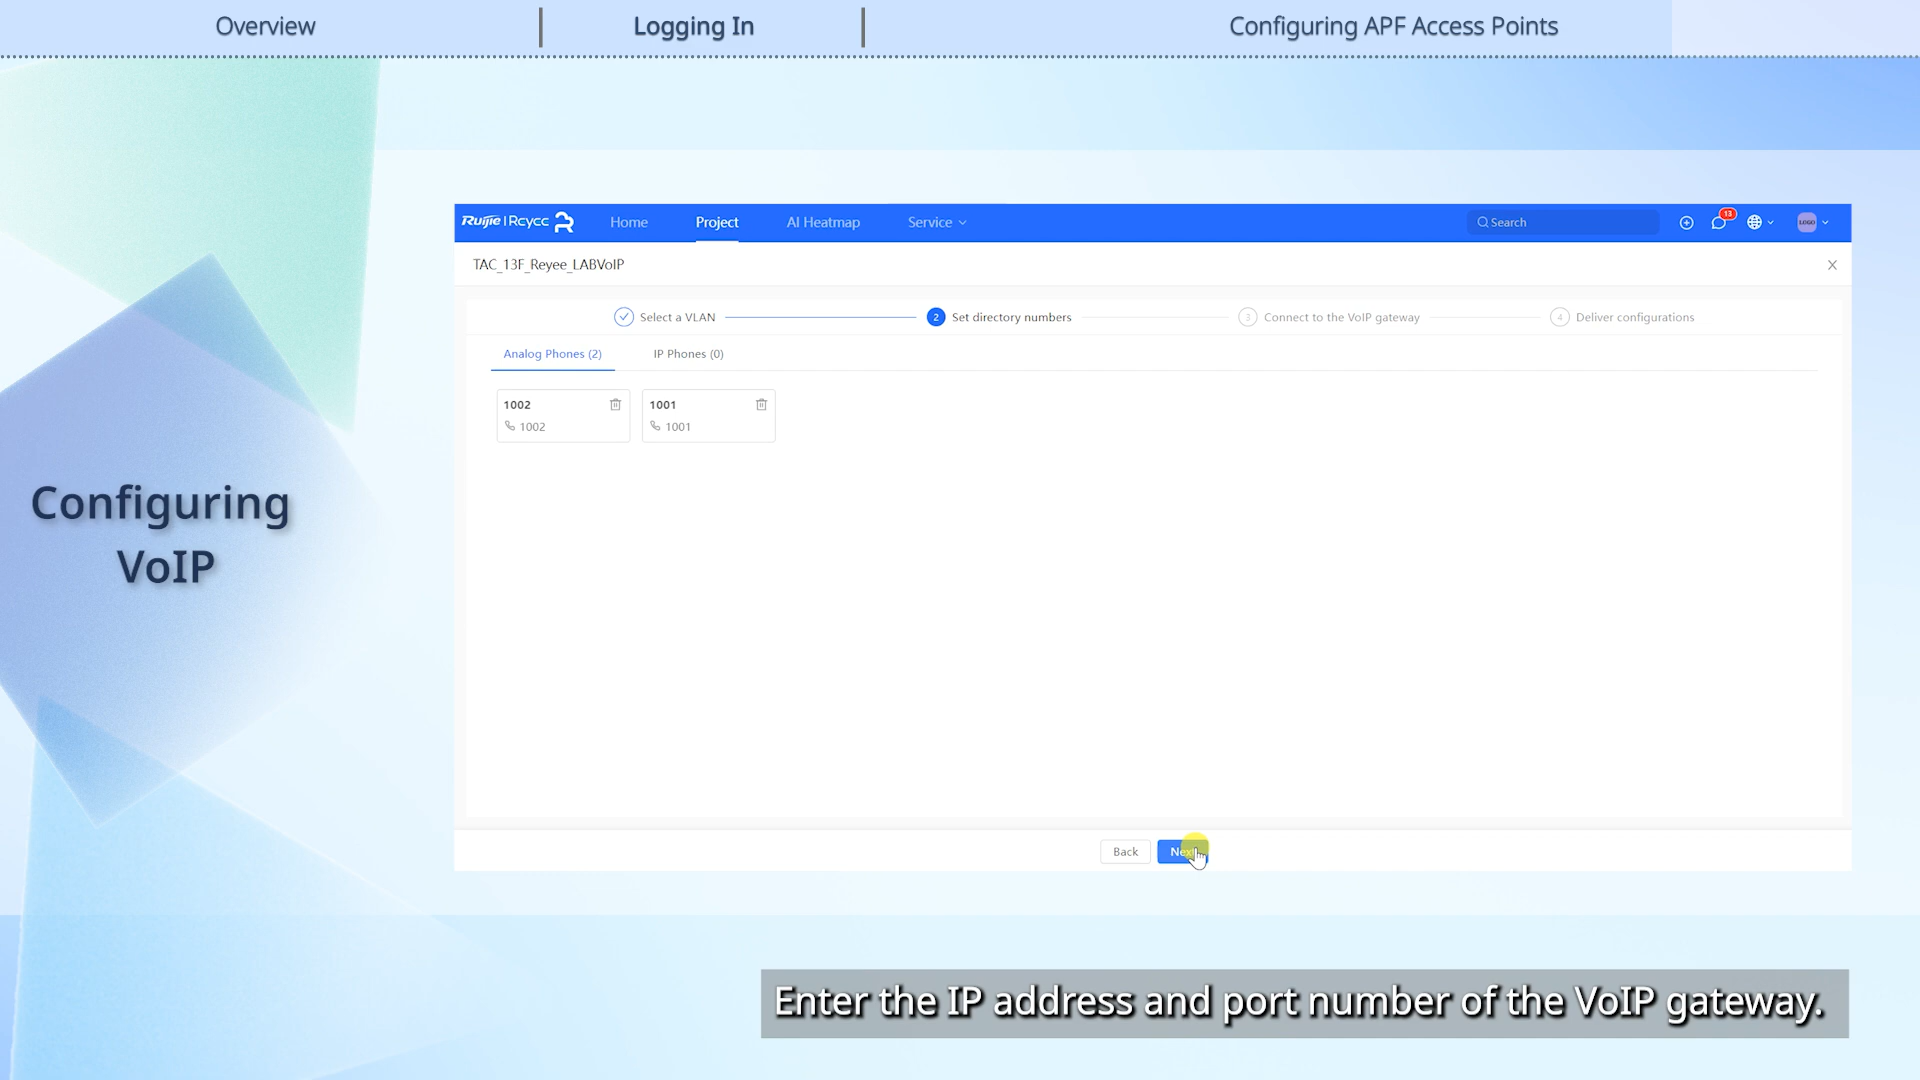 Overview
Logging In
Configuring APF Access Points
Ruijie | Reyee
Home
Project
AI Heatmap
Service
Search
13
LOGO
TAC_13F_Reyee_LABVoIP
Select a VLAN
2 Set directory numbers
3 Connect to the VoIP gateway
4 Deliver configurations
Analog Phones (2)
IP Phones (0)
1002
1002
1001
1001
Configuring
VoIP
Back
Next
Enter the IP address and port number of the VoIP gateway.